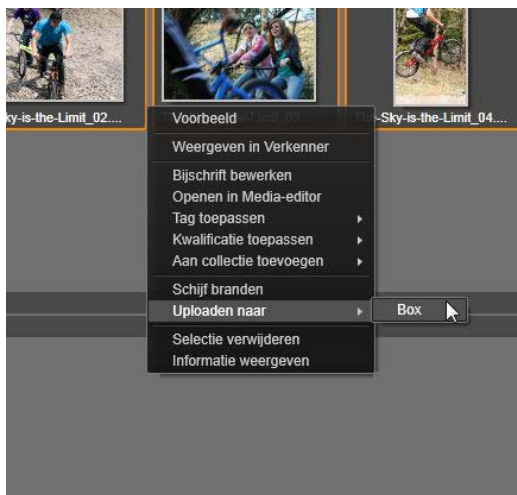 ky-is-the-Limit_02....
-Sky-is-the-Limit_04....
Voorbeeld
Weergeven in Verkenner
Bijschrift bewerken
Openen in Media-editor
Tag toepassen
Kwalificatie toepassen
Aan collectie toevoegen
Schijf branden
Uploaden naar
Box
Selectie verwijderen
Informatie weergeven